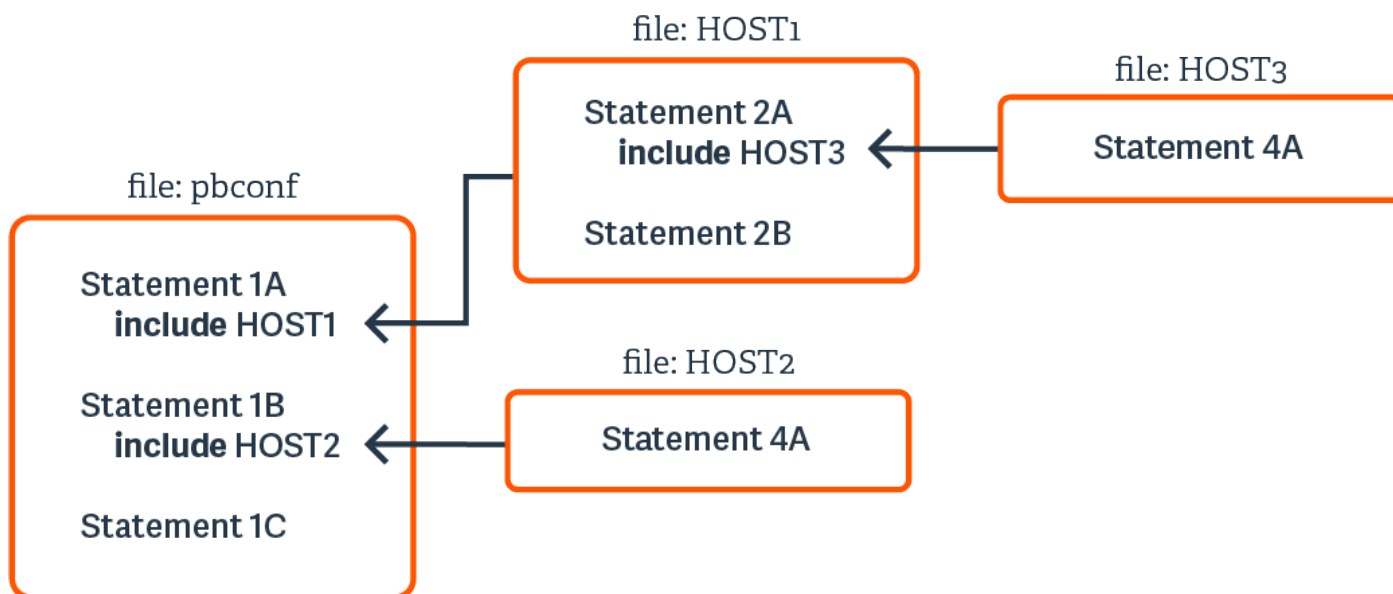 file: pbconf
Statement 1A
include HOST1
Statement 1B
include HOST2
Statement 1C
file: HOST1
Statement 2A
include HOST3
Statement 2B
file: HOST3
Statement 4A
file: HOST2
Statement 4A